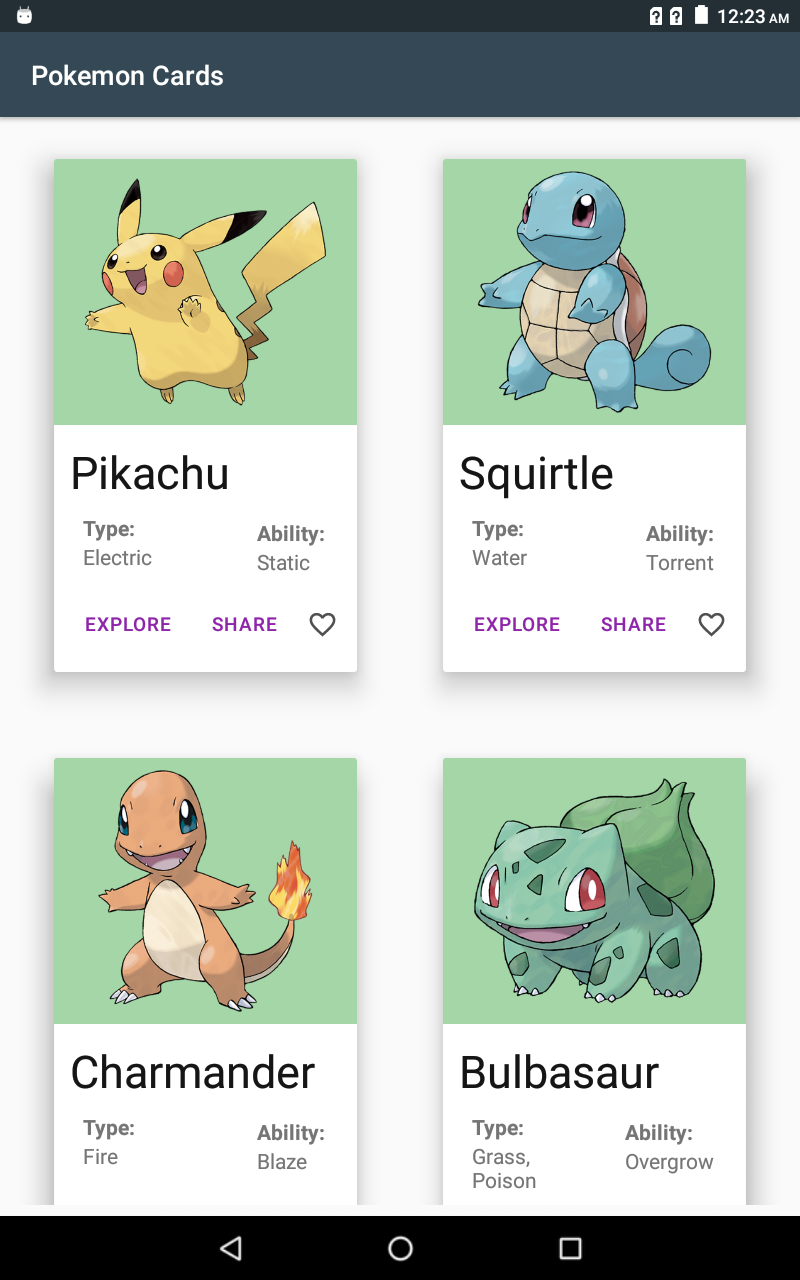 12:23 AM
Pokemon Cards
Pikachu
Type:
Electric
Ability:
Static
EXPLORE
SHARE
Squirtle
Type:
Water
Ability:
Torrent
EXPLORE
SHARE
Charmander
Type:
Fire
Ability:
Blaze
Bulbasaur
Type:
Grass,
Poison
Ability:
Overgrow